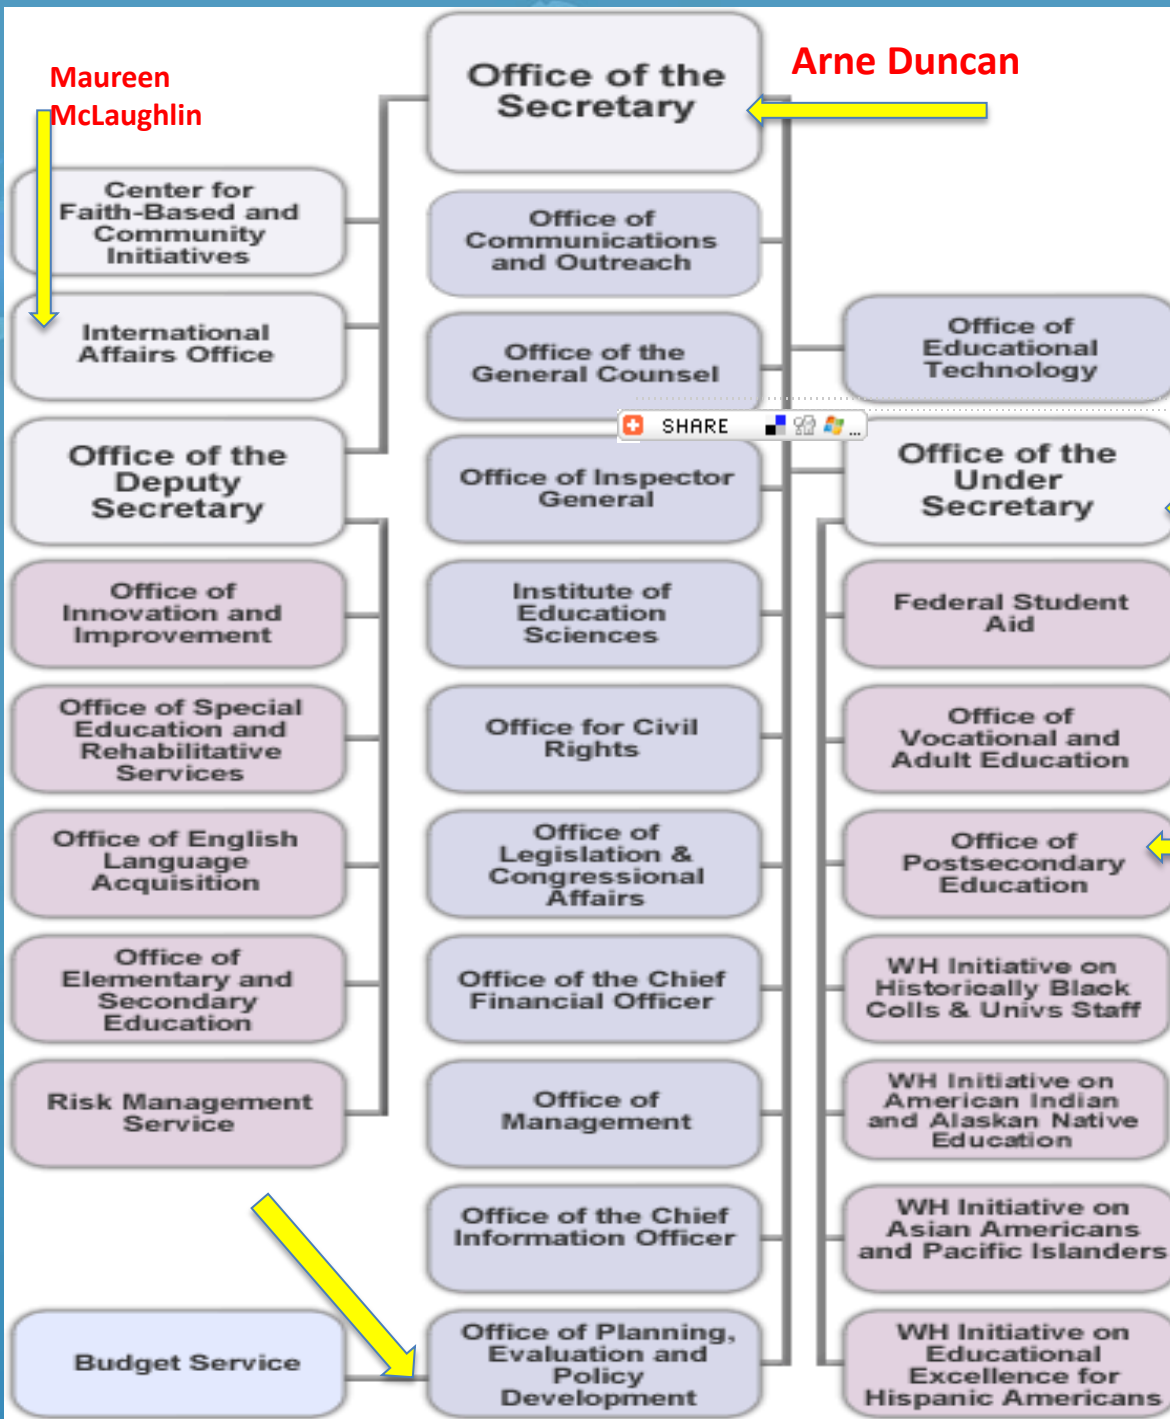 Maureen
McLaughlin
Office of the
Secretary
Arne Duncan
Center for
Faith-Based and
Community
Initiatives
International
Affairs Office
Office of the
Deputy
Secretary
Office of
Innovation and
Improvement
Office of Special
Education and
Rehabilitative
Services
Office of English
Language
Acquisition
Office of
Elementary and
Secondary
Education
Risk Management
Service
Budget Service
Office of
Communications
and Outreach
Office of the
General Counsel
SHARE
...
Office of Inspector
General
Institute of
Education
Sciences
Office for Civil
Rights
Office of
Legislation &
Congressional
Affairs
Office of the Chief
Financial Officer
Office of
Management
Office of the Chief
Information Officer
Office of Planning,
Evaluation and
Policy
Development
Office of
Educational
Technology
Office of the
Under
Secretary
Federal Student
Aid
Office of
Vocational and
Adult Education
Office of
Postsecondary
Education
WH Initiative on
Historically Black
Colls & Univs Staff
WH Initiative on
American Indian
and Alaskan Native
Education
WH Initiative on
Asian Americans
and Pacific Islanders
WH Initiative on
Educational
Excellence for
Hispanic Americans